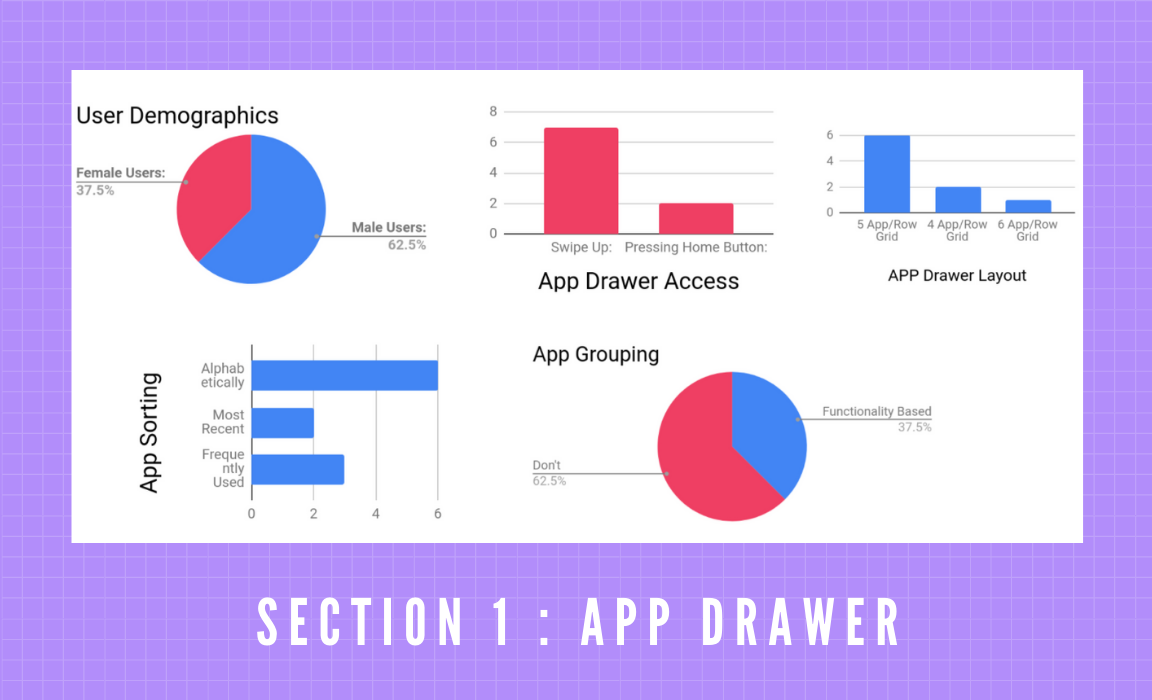 User Demographics
Female Users:
37.5%
Male Users:
62.5%
8
6
4
2
0
Swipe Up:
Pressing Home Button:
App Drawer Access
6
4
2
0
5 App/Row
Grid
4 App/Row
Grid
6 App/Row
Grid
APP Drawer Layout
App Sorting
Alphab
etically
Most
Recent
Freque
ntly
Used
0
2
4
6
App Grouping
Functionality Based
37.5%
Don't
62.5%
SECTION 1 : APP DRAWER